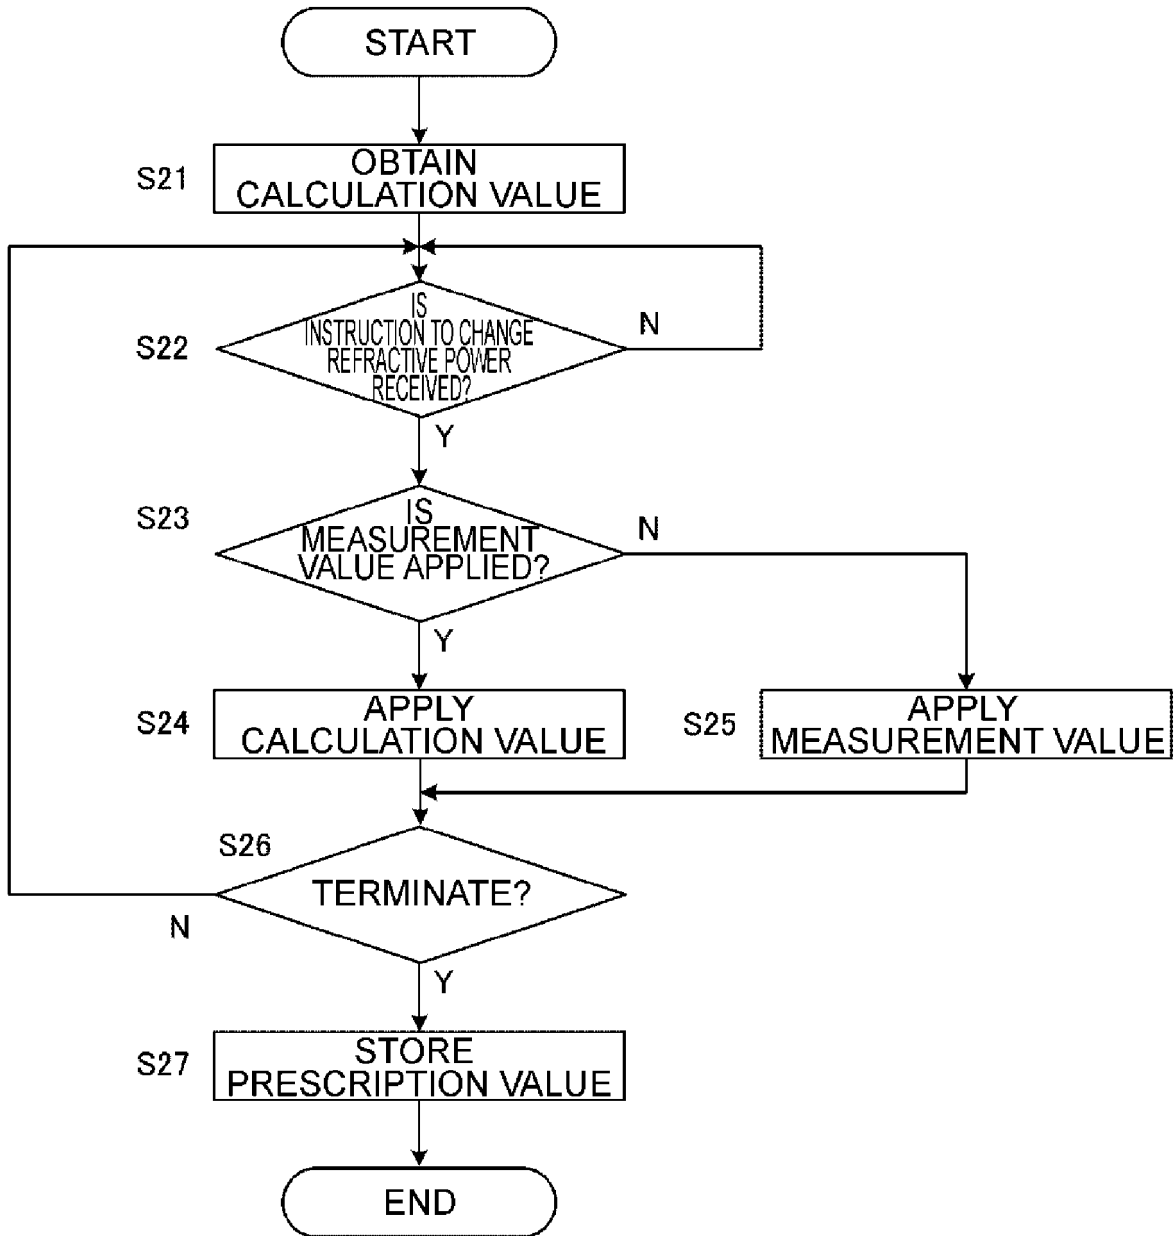 START
S21
OBTAIN
CALCULATION VALUE
S22
IS
INSTRUCTION TO CHANGE
REFRACTIVE POWER
RECEIVED?
N
Y
S23
IS
MEASUREMENT
VALUE APPLIED?
N
Y
S24
APPLY
CALCULATION VALUE
S25
APPLY
MEASUREMENT VALUE
S26
TERMINATE?
N
Y
S27
STORE
PRESCRIPTION VALUE
END